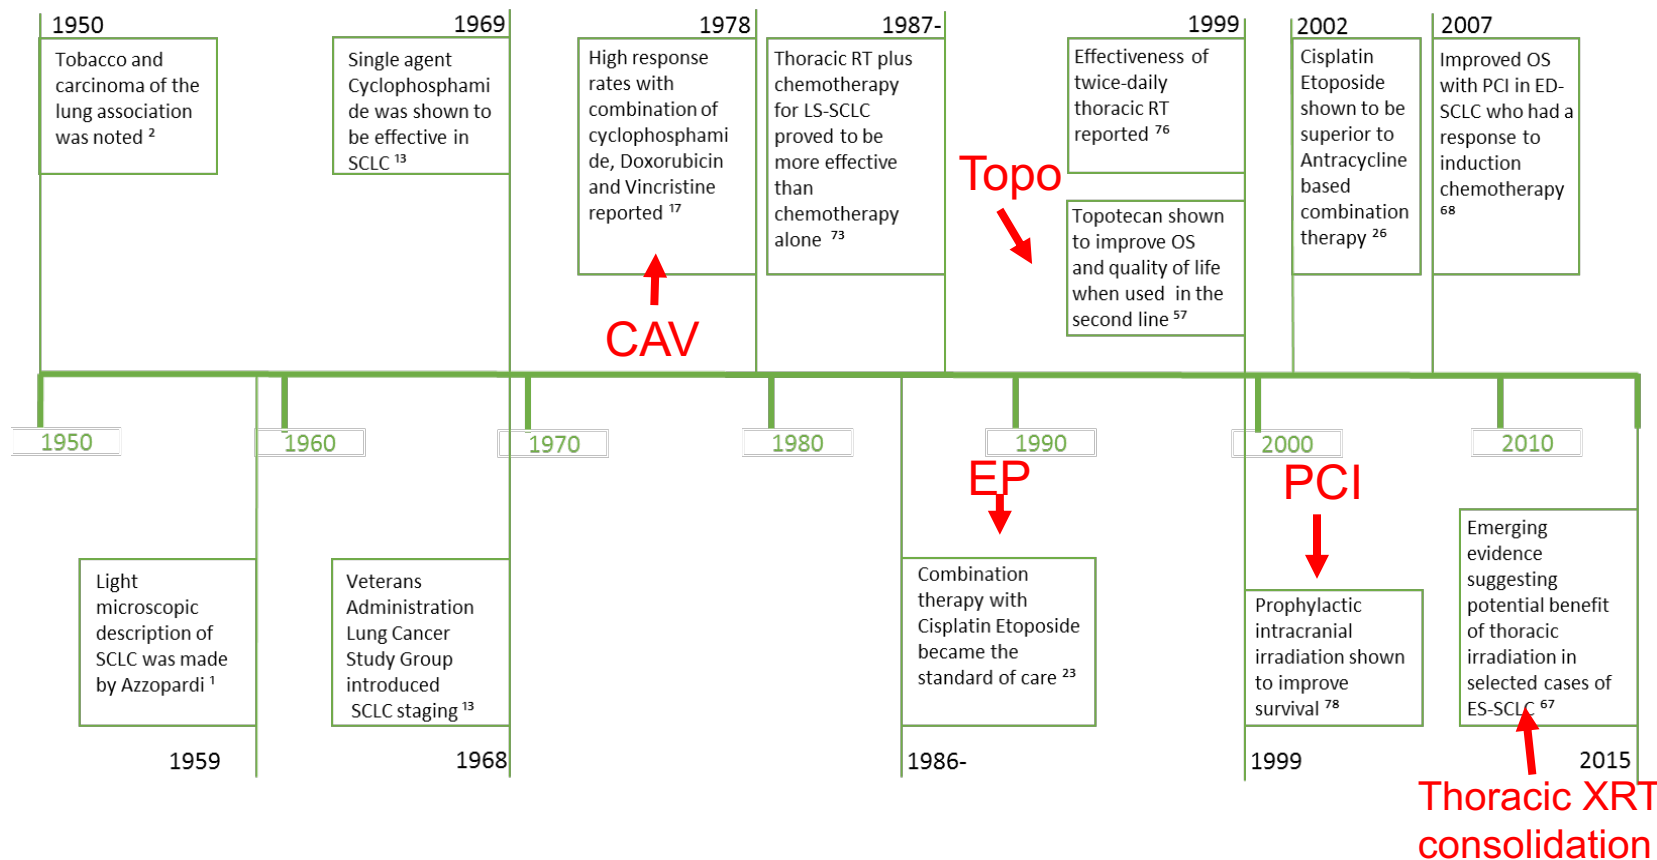 1950
Tobacco and
carcinoma of the
lung association
was noted ²
1969
Single agent
Cyclophosphami
de was shown to
be effective in
SCLC ¹³
1978
High response
rates with
combination of
cyclophosphami
de, Doxorubicin
and Vincristine
reported ¹⁷
CAV
1987-
Thoracic RT plus
chemotherapy
for LS-SCLC
proved to be
more effective
than
chemotherapy
alone ⁷³
Topo
1999
Effectiveness of
twice-daily
thoracic RT
reported ⁷⁶
Topotecan shown
to improve OS
and quality of life
when used in the
second line ⁵⁷
2002
Cisplatin
Etoposide
shown to be
superior to
Antracycline
based
combination
therapy ²⁶
2007
Improved OS
with PCI in ED-
SCLC who had a
response to
induction
chemotherapy
⁶⁸
1950
1960
1970
1980
1990
2000
2010
Light
microscopic
description of
SCLC was made
by Azzopardi ¹
1959
Veterans
Administration
Lung Cancer
Study Group
introduced
SCLC staging ¹³
1968
EP
Combination
therapy with
Cisplatin Etoposide
became the
standard of care ²³
1986-
PCI
Prophylactic
intracranial
irradiation shown
to improve
survival ⁷⁸
1999
Emerging
evidence
suggesting
potential benefit
of thoracic
irradiation in
selected cases of
ES-SCLC ⁶⁷
2015
Thoracic XRT
consolidation